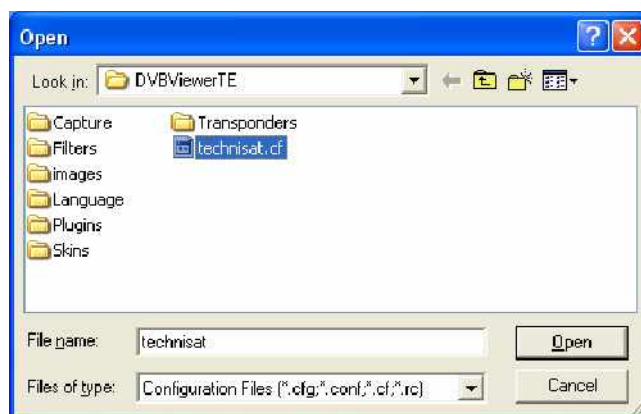 Open
Look in: DVBViewerTE
Capture Transponders
Filters technisat.cf
images
Language
Plugins
Skins
File name: technisat Open
Files of type: Configuration Files (*.cfg;*.conf;*.cf;*.rc) Cancel